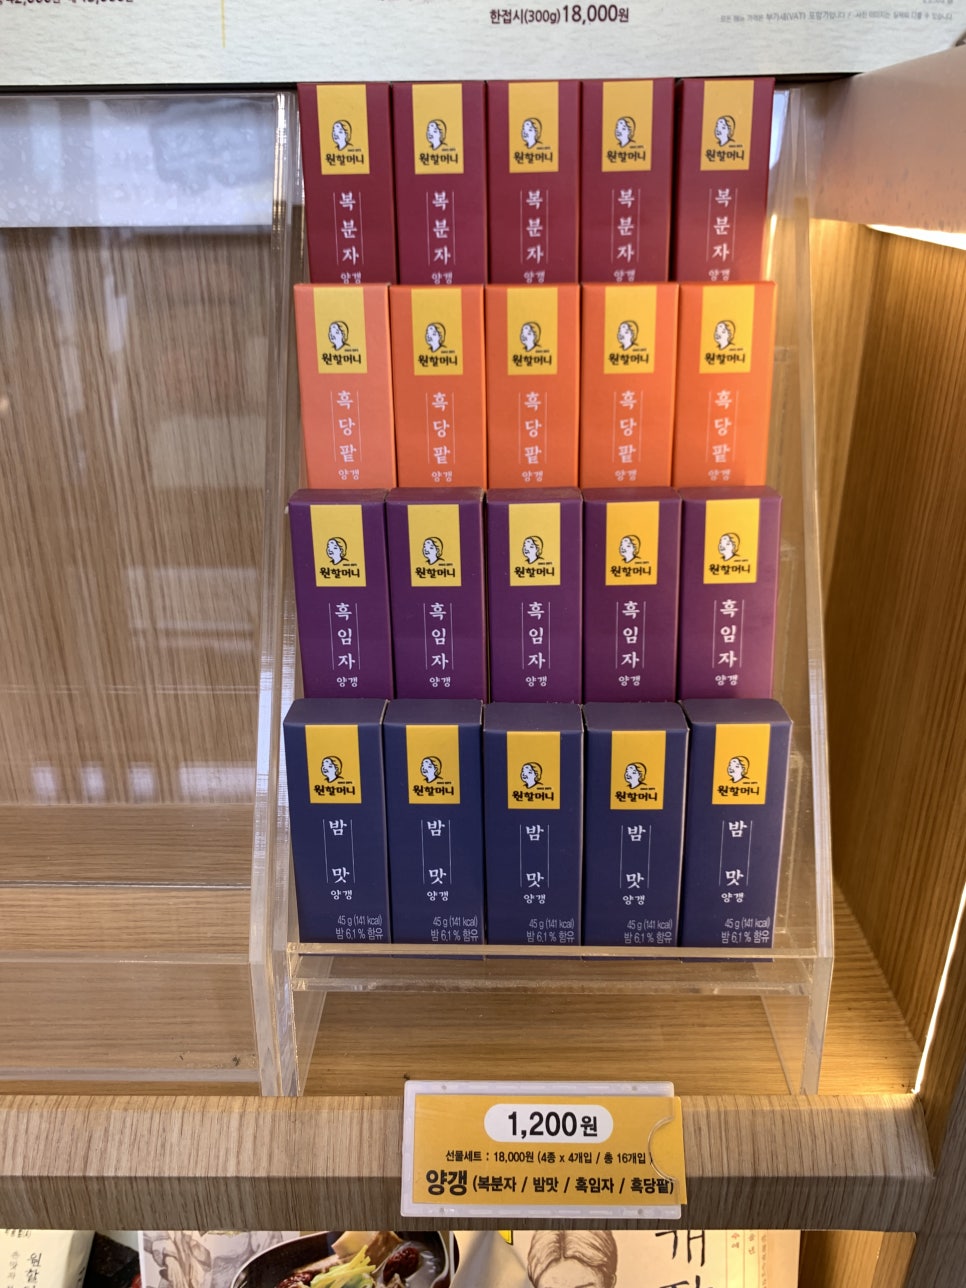 한접시(300g)18,000원
원할머니 원할머니 원할머니 원할머니 원할머니
복분자 복분자 복분자 복분자 복분자
양갱 양갱 양갱 양갱 양갱
원할머니 원할머니 원할머니 원할머니 원할머니
흑당팥 흑당팥 흑당팥 흑당팥 흑당팥
양갱 양갱 양갱 양갱 양갱
원할머니 원할머니 원할머니 원할머니 원할머니
흑임자 흑임자 흑임자 흑임자 흑임자
양갱 양갱 양갱 양갱 양갱
원할머니 원할머니 원할머니 원할머니 원할머니
밤맛 밤맛 밤맛 밤맛 밤맛
양갱 양갱 양갱 양갱 양갱
45 g (141 kcal) 45 g (141 kcal) 45 g (141 kcal) 45 g (141 kcal) 45 g (141 kcal)
밤 6.1 % 함유 밤 6.1 % 함유 밤 6.1 % 함유 밤 6.1 % 함유 밤 6.1 % 함유
1,200원
선물세트 : 18,000원 (4종 x 4개입 / 총 16개입)
양갱 (복분자 / 밤맛 / 흑임자 / 흑당팥)